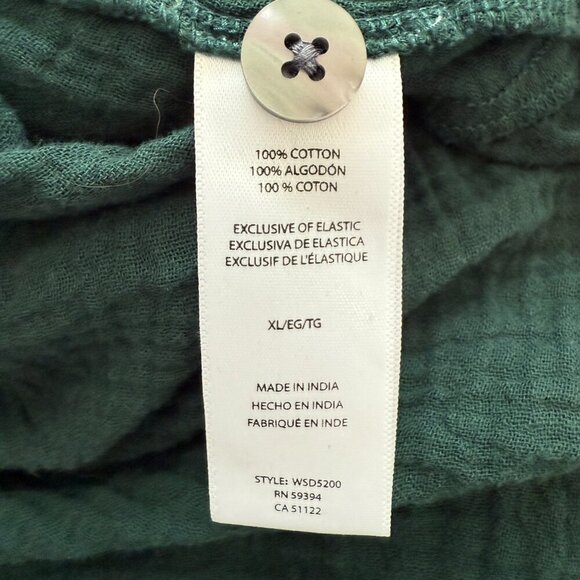 100% COTTON
100% ALGODÓN
100 % COTON
EXCLUSIVE OF ELASTIC
EXCLUSIVA DE ELASTICA
EXCLUSIF DE L'ÉLASTIQUE
XL/EG/TG
MADE IN INDIA
HECHO EN INDIA
FABRIQUÉ EN INDE
STYLE: WSD5200
RN 59394
CA 51122